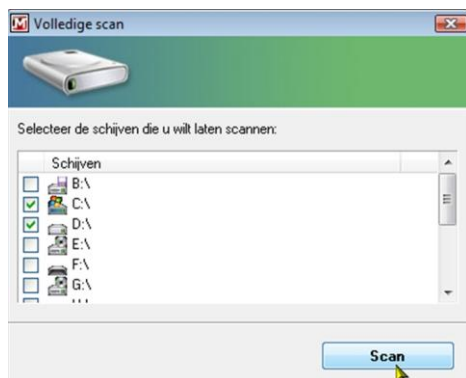 Volledige scan
Selecteer de schijven die u wilt laten scannen:
Schijven
B:\
C:\
D:\
E:\
F:\
G:\
Scan